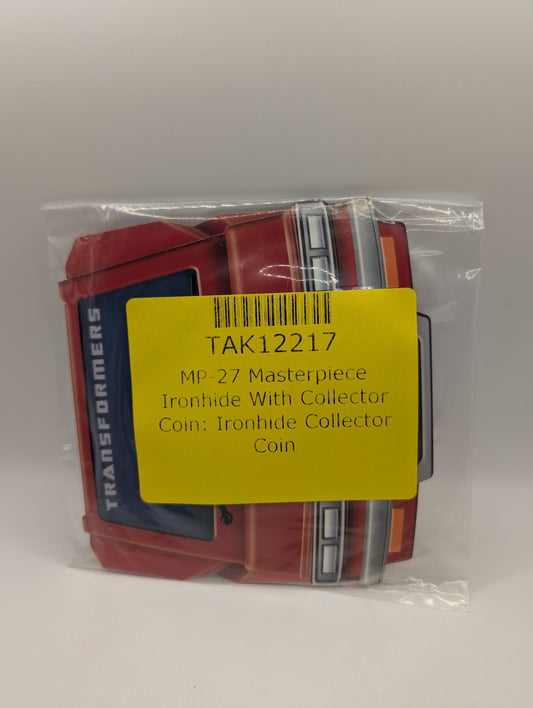 TRANSFORMERS
TAK12217
MP-27 Masterpiece
Ironhide With Collector
Coin: Ironhide Collector
Coin